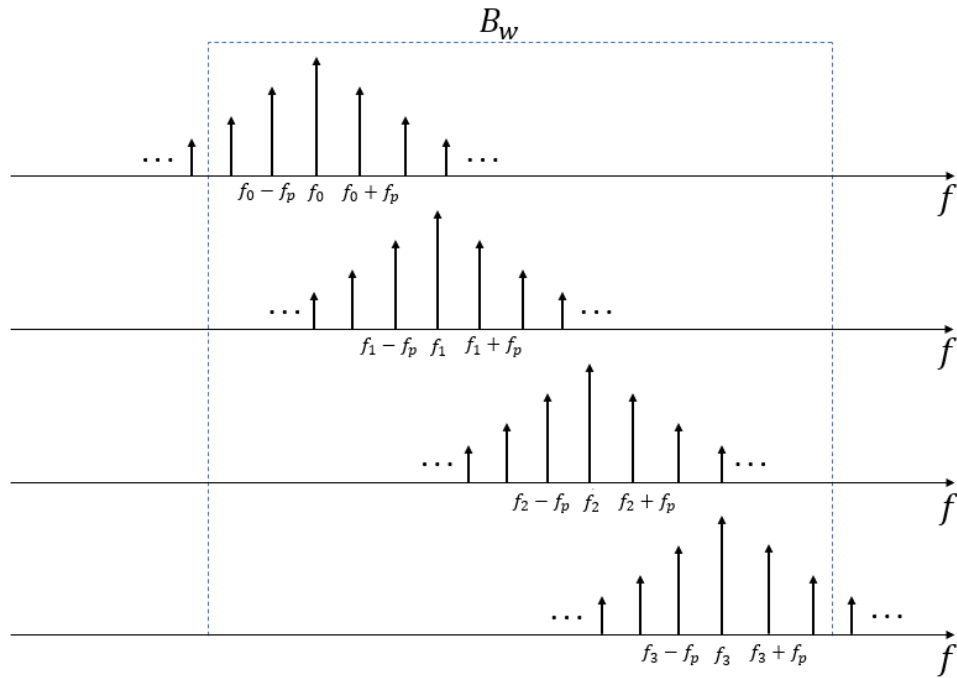 B_w
... ...
f_0 − f_p f_0 f_0 + f_p
f
... ...
f_1 − f_p f_1 f_1 + f_p
f
... ...
f_2 − f_p f_2 f_2 + f_p
f
... ...
f_3 − f_p f_3 f_3 + f_p
f